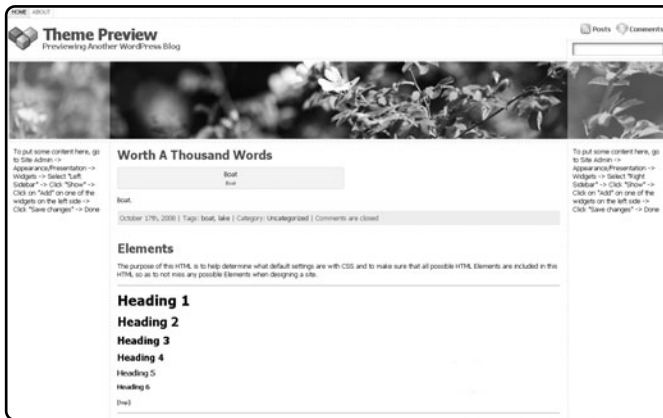 HOME ABOUT
Theme Preview
Previewing Another WordPress Blog
Posts Comments
To put some content here, go
to Site Admin ->
Appearance/Presentation ->
Widgets -> Select "Left
Sidebar" -> Click "Show" ->
Click on "Add" on one of the
widgets on the left side ->
Click "Save changes" -> Done
Worth A Thousand Words
Boat
Boat
Boat.
October 17th, 2008 | Tags: boat, lake | Category: Uncategorized | Comments are closed
Elements
The purpose of this HTML is to help determine what default settings are with CSS and to make sure that all possible HTML Elements are included in this
HTML so as to not miss any possible Elements when designing a site.
Heading 1
Heading 2
Heading 3
Heading 4
Heading 5
Heading 6
To put some content here, go
to Site Admin ->
Appearance/Presentation ->
Widgets -> Select "Right
Sidebar" -> Click "Show" ->
Click on "Add" on one of the
widgets on the left side ->
Click "Save changes" -> Done